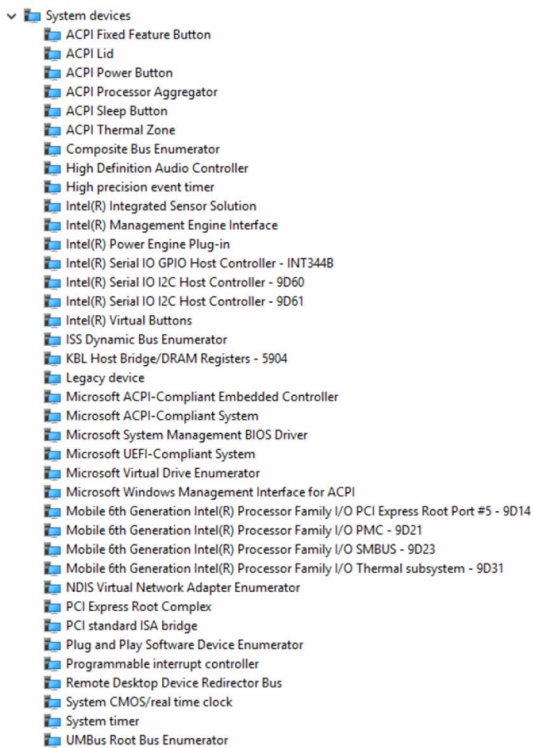 System devices
ACPI Fixed Feature Button
ACPI Lid
ACPI Power Button
ACPI Processor Aggregator
ACPI Sleep Button
ACPI Thermal Zone
Composite Bus Enumerator
High Definition Audio Controller
High precision event timer
Intel(R) Integrated Sensor Solution
Intel(R) Management Engine Interface
Intel(R) Power Engine Plug-in
Intel(R) Serial IO GPIO Host Controller - INT344B
Intel(R) Serial IO I2C Host Controller - 9D60
Intel(R) Serial IO I2C Host Controller - 9D61
Intel(R) Virtual Buttons
ISS Dynamic Bus Enumerator
KBL Host Bridge/DRAM Registers - 5904
Legacy device
Microsoft ACPI-Compliant Embedded Controller
Microsoft ACPI-Compliant System
Microsoft System Management BIOS Driver
Microsoft UEFI-Compliant System
Microsoft Virtual Drive Enumerator
Microsoft Windows Management Interface for ACPI
Mobile 6th Generation Intel(R) Processor Family I/O PCI Express Root Port #5 - 9D14
Mobile 6th Generation Intel(R) Processor Family I/O PMC - 9D21
Mobile 6th Generation Intel(R) Processor Family I/O SMBUS - 9D23
Mobile 6th Generation Intel(R) Processor Family I/O Thermal subsystem - 9D31
NDIS Virtual Network Adapter Enumerator
PCI Express Root Complex
PCI standard ISA bridge
Plug and Play Software Device Enumerator
Programmable interrupt controller
Remote Desktop Device Redirector Bus
System CMOS/real time clock
System timer
UMBus Root Bus Enumerator